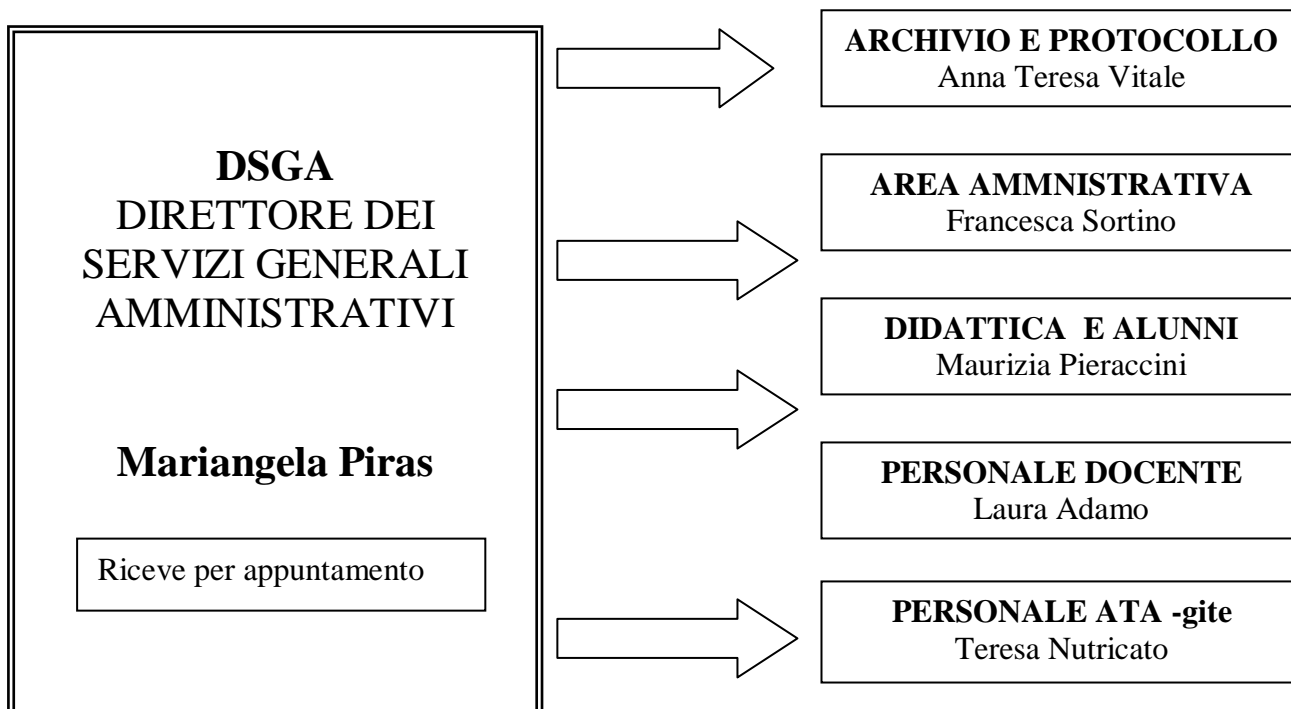 DSGA
DIRETTORE DEI
SERVIZI GENERALI
AMMINISTRATIVI
Mariangela Piras
Riceve per appuntamento
ARCHIVIO E PROTOCOLLO
Anna Teresa Vitale
AREA AMMNISTRATIVA
Francesca Sortino
DIDATTICA  E ALUNNI
Maurizia Pieraccini
PERSONALE DOCENTE
Laura Adamo
PERSONALE ATA -gite
Teresa Nutricato